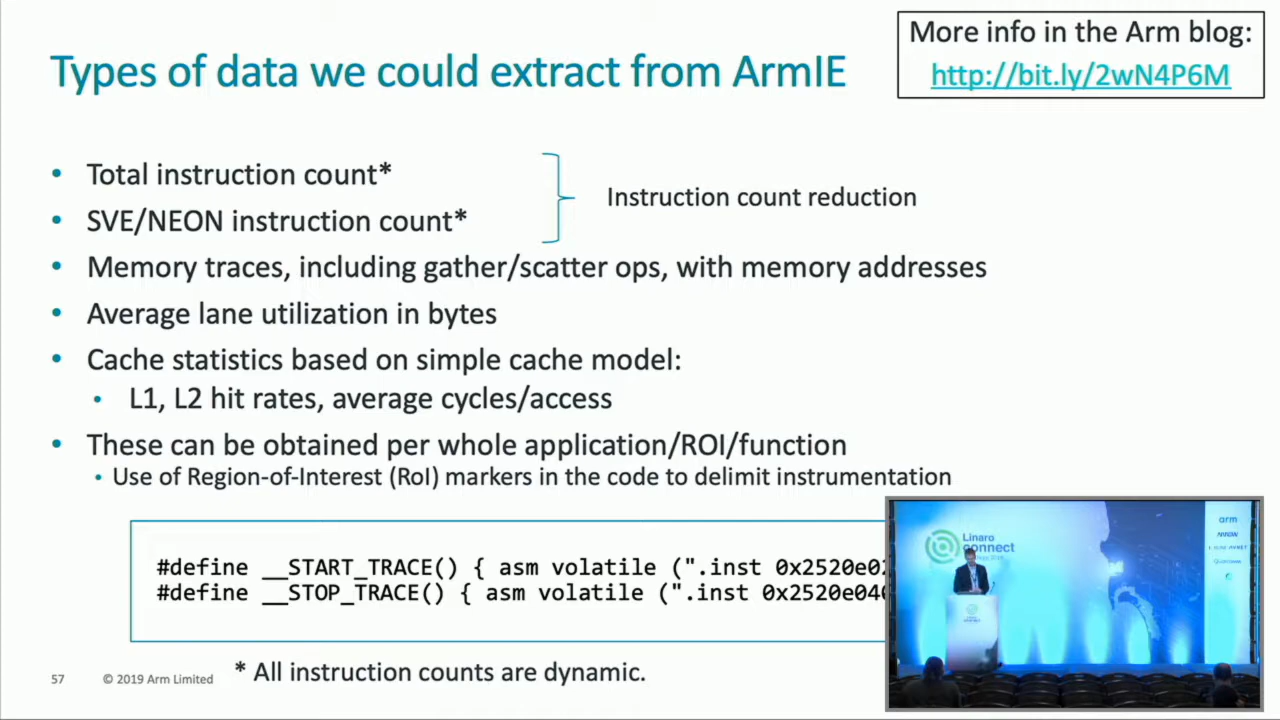 More info in the Arm blog:
http://bit.ly/2wN4P6M
Types of data we could extract from ArmIE
• Total instruction count*
• SVE/NEON instruction count*
Instruction count reduction
• Memory traces, including gather/scatter ops, with memory addresses
• Average lane utilization in bytes
• Cache statistics based on simple cache model:
• L1, L2 hit rates, average cycles/access
• These can be obtained per whole application/ROI/function
• Use of Region-of-Interest (RoI) markers in the code to delimit instrumentation
#define __START_TRACE() { asm volatile (".inst 0x2520e0
#define __STOP_TRACE() { asm volatile (".inst 0x2520e04
* All instruction counts are dynamic.
57 © 2019 Arm Limited
Linaro
connect
arm